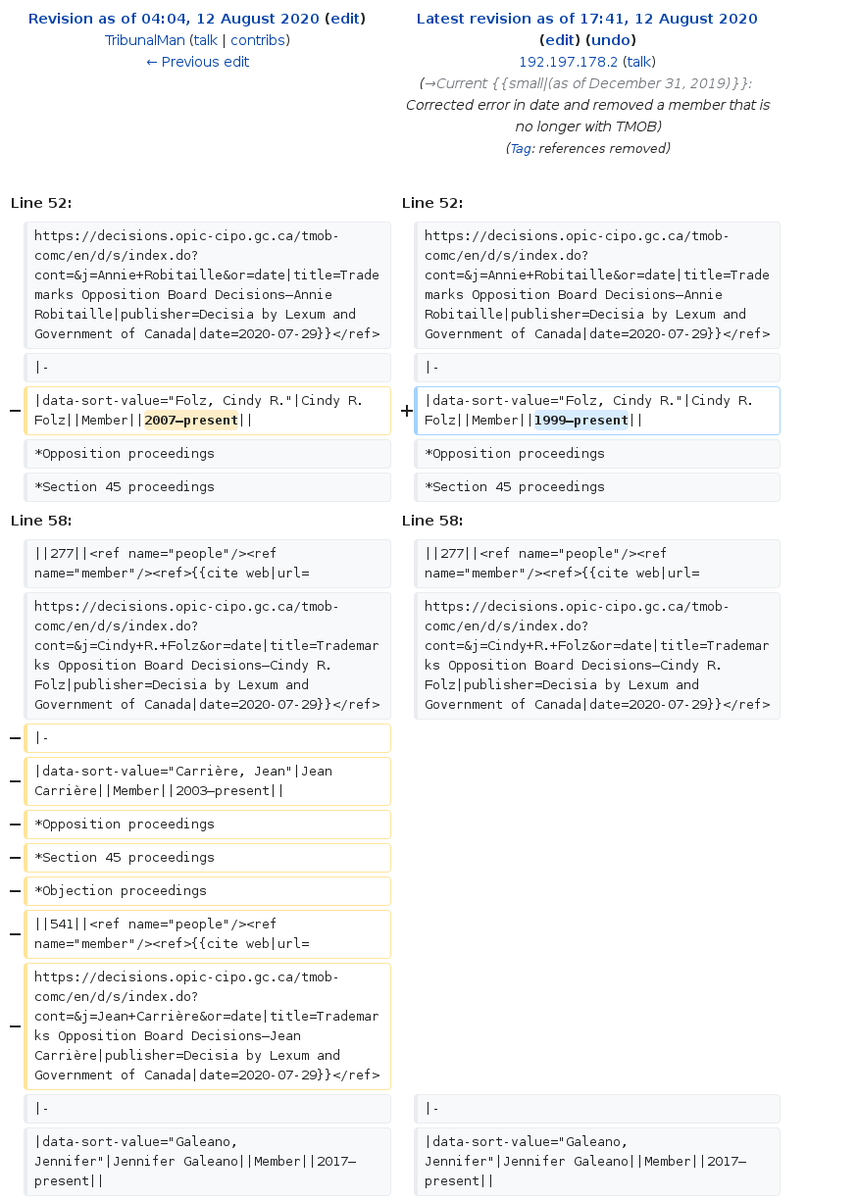 Revision as of 04:04, 12 August 2020 (edit)
TribunalMan (talk | contribs)
← Previous edit
Latest revision as of 17:41, 12 August 2020
(edit) (undo)
192.197.178.2 (talk)
(→Current {{small|(as of December 31, 2019)}}:
Corrected error in date and removed a member that is
no longer with TMOB)
(Tag: references removed)
Line 52:
Line 52:
https://decisions.opic-cipo.gc.ca/tmob-
comc/en/d/s/index.do?
cont=&j=Annie+Robitaille&or=date|title=Trade
marks Opposition Board Decisions—Annie
Robitaille|publisher=Decisia by Lexum and
Government of Canada|date=2020-07-29}}</ref>
https://decisions.opic-cipo.gc.ca/tmob-
comc/en/d/s/index.do?
cont=&j=Annie+Robitaille&or=date|title=Trade
marks Opposition Board Decisions—Annie
Robitaille|publisher=Decisia by Lexum and
Government of Canada|date=2020-07-29}}</ref>
|-
|-
− |data-sort-value="Folz, Cindy R."|Cindy R.
Folz||Member||2007–present||
+ |data-sort-value="Folz, Cindy R."|Cindy R.
Folz||Member||1999–present||
*Opposition proceedings
*Opposition proceedings
*Section 45 proceedings
*Section 45 proceedings
Line 58:
Line 58:
||277||<ref name="people"/><ref
name="member"/><ref>{{cite web|url=
||277||<ref name="people"/><ref
name="member"/><ref>{{cite web|url=
https://decisions.opic-cipo.gc.ca/tmob-
comc/en/d/s/index.do?
cont=&j=Cindy+R.+Folz&or=date|title=Trademar
ks Opposition Board Decisions—Cindy R.
Folz|publisher=Decisia by Lexum and
Government of Canada|date=2020-07-29}}</ref>
https://decisions.opic-cipo.gc.ca/tmob-
comc/en/d/s/index.do?
cont=&j=Cindy+R.+Folz&or=date|title=Trademar
ks Opposition Board Decisions—Cindy R.
Folz|publisher=Decisia by Lexum and
Government of Canada|date=2020-07-29}}</ref>
− |-
− |data-sort-value="Carrière, Jean"|Jean
Carrière||Member||2003–present||
− *Opposition proceedings
− *Section 45 proceedings
− *Objection proceedings
− ||541||<ref name="people"/><ref
name="member"/><ref>{{cite web|url=
− https://decisions.opic-cipo.gc.ca/tmob-
comc/en/d/s/index.do?
cont=&j=Jean+Carrière&or=date|title=Trademar
ks Opposition Board Decisions—Jean
Carrière|publisher=Decisia by Lexum and
Government of Canada|date=2020-07-29}}</ref>
|-
|-
|data-sort-value="Galeano,
Jennifer"|Jennifer Galeano||Member||2017–
present||
|data-sort-value="Galeano,
Jennifer"|Jennifer Galeano||Member||2017–
present||